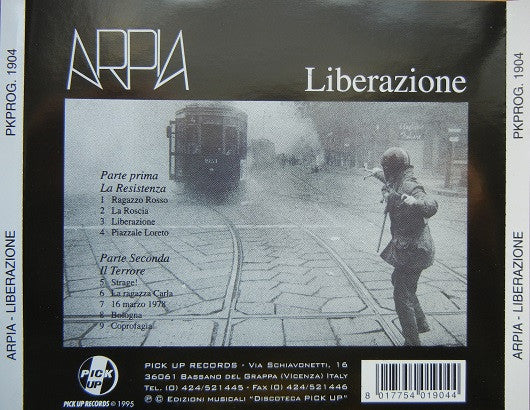 ARPIA
Liberazione
Parte prima
La Resistenza
1 Ragazzo Rosso
2 La Roscia
3 Liberazione
4 Piazzale Loreto
Parte Seconda
Il Terrore
5 Strage!
6 La ragazza Carla
7 16 marzo 1978
8 Bologna
9 Coprofagia
1931
PICK UP
PICK UP RECORDS © 1995
PICK UP RECORDS - VIA SCHIAVONETTI, 16
36061 BASSANO DEL GRAPPA (VICENZA) ITALY
TEL. (0) 424/521445 - FAX (0) 424/521446
℗ © EDIZIONI MUSICALI "DISCOTECA PICK UP"
8 017754 019044
ARPIA - LIBERAZIONE PKPROG. 1904
ARPIA - LIBERAZIONE PKPROG. 1904